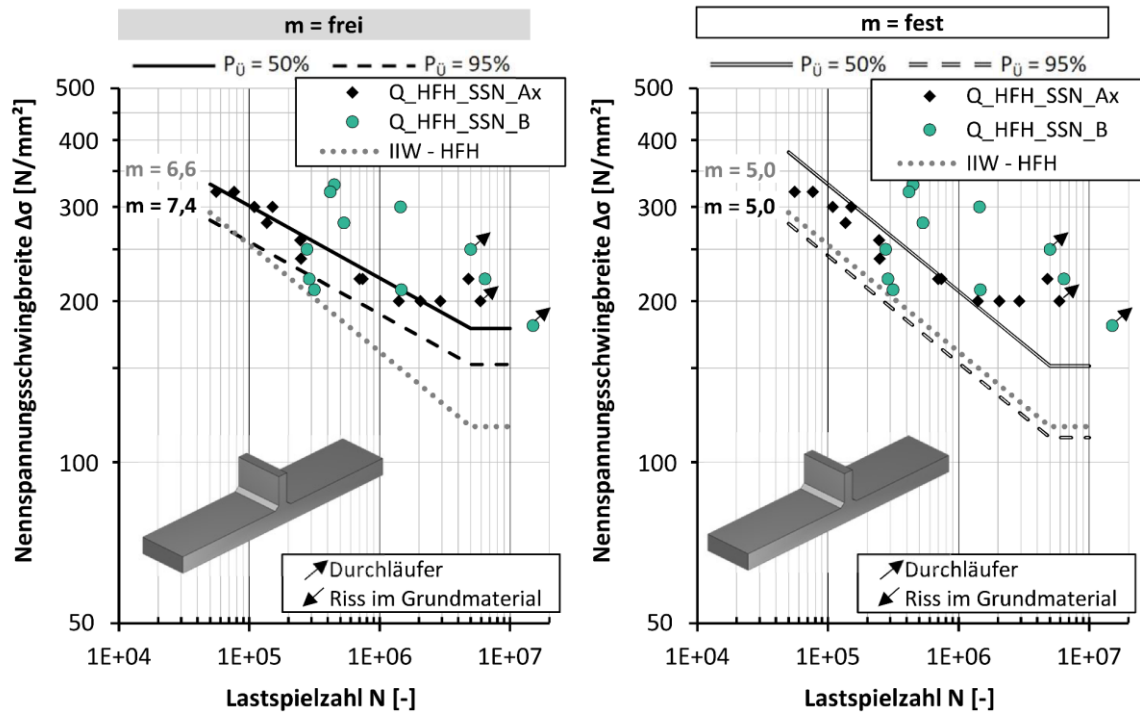 m = frei
P_Ü = 50% P_Ü = 95%
Q_HFH_SSN_Ax
Q_HFH_SSN_B
IIW - HFH
500
400
300
200
100
50
m = 6,6
m = 7,4
Nennspannungsschwingbreite Δσ [N/mm²]
Durchläufer
Riss im Grundmaterial
1E+04 1E+05 1E+06 1E+07
Lastspielzahl N [-]
m = fest
P_Ü = 50% P_Ü = 95%
Q_HFH_SSN_Ax
Q_HFH_SSN_B
IIW - HFH
500
400
300
200
100
50
m = 5,0
m = 5,0
Nennspannungsschwingbreite Δσ [N/mm²]
Durchläufer
Riss im Grundmaterial
1E+04 1E+05 1E+06 1E+07
Lastspielzahl N [-]